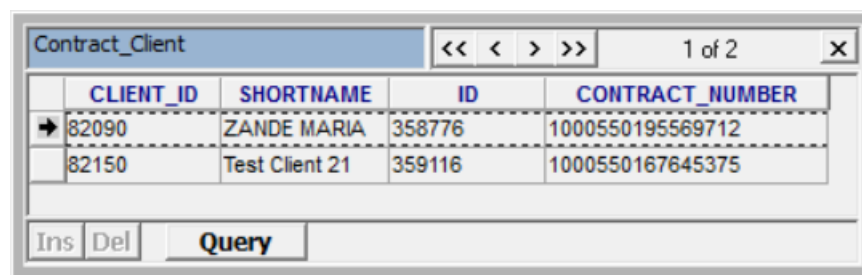 Contract_Client << < > >> 1 of 2 ×
CLIENT_ID SHORTNAME ID CONTRACT_NUMBER
82090 ZANDE MARIA 358776 1000550195569712
82150 Test Client 21 359116 1000550167645375
Ins Del Query